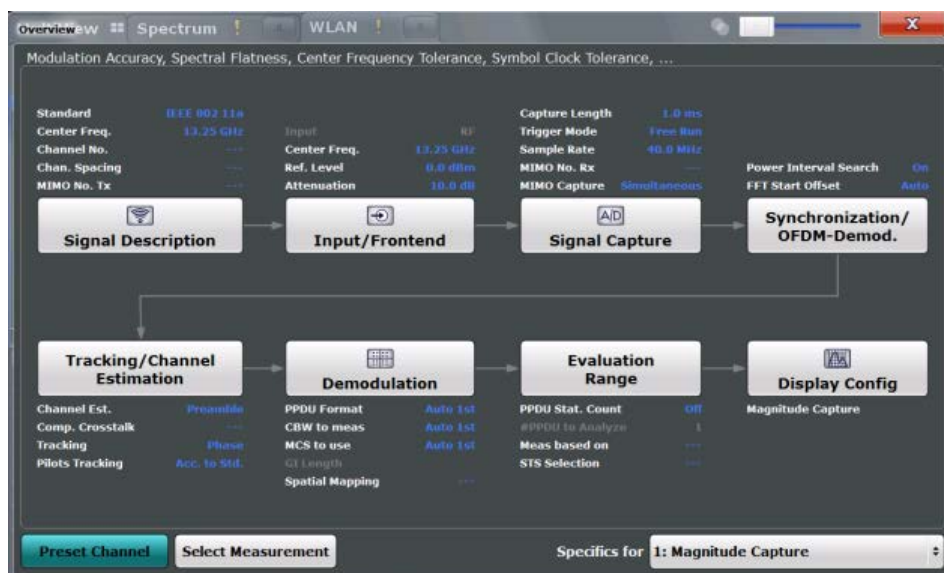 Overview Spectrum ! WLAN !
X
Modulation Accuracy, Spectral Flatness, Center Frequency Tolerance, Symbol Clock Tolerance, ...
Standard IEEE 802.11a
Center Freq. 13.25 GHz
Channel No. ---
Chan. Spacing ---
MIMO No. Tx ---
Signal Description
Input RF
Center Freq. 13.25 GHz
Ref. Level 0.0 dBm
Attenuation 10.0 dB
Input/Frontend
Capture Length 1.0 ms
Trigger Mode Free Run
Sample Rate 40.0 MHz
MIMO No. Rx ---
MIMO Capture Simultaneous
A/D
Signal Capture
Power Interval Search On
FFT Start Offset Auto
Synchronization/
OFDM-Demod.
Tracking/Channel
Estimation
Channel Est. Preamble
Comp. Crosstalk ---
Tracking Phase
Pilots Tracking Acc. to Std.
Demodulation
PPDU Format Auto 1st
CBW to meas Auto 1st
MCS to use Auto 1st
GI Length
Spatial Mapping ---
Evaluation
Range
PPDU Stat. Count Off
#PPDU to Analyze 1
Meas based on ---
STS Selection ---
Display Config
Magnitude Capture
Preset Channel
Select Measurement
Specifics for 1: Magnitude Capture